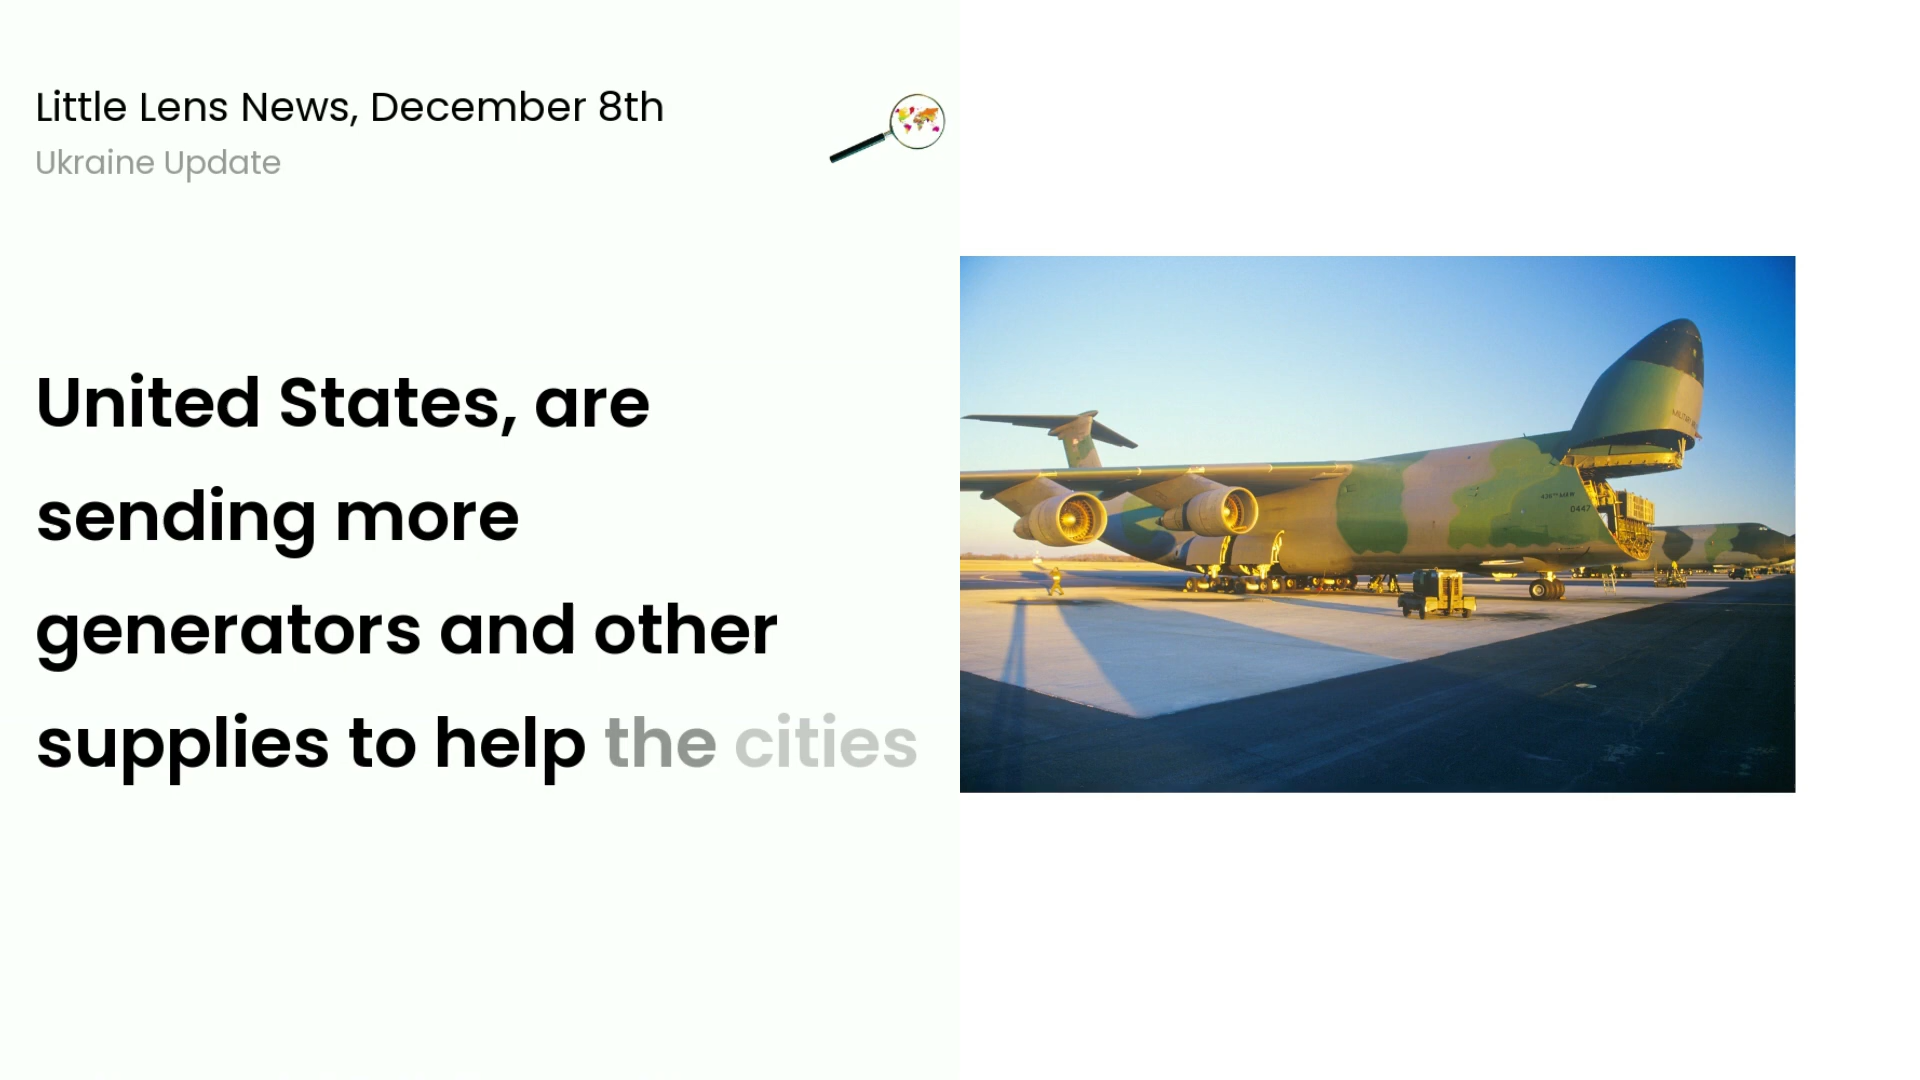 Little Lens News, December 8th
Ukraine Update
United States, are
sending more
generators and other
supplies to help the cities
0447